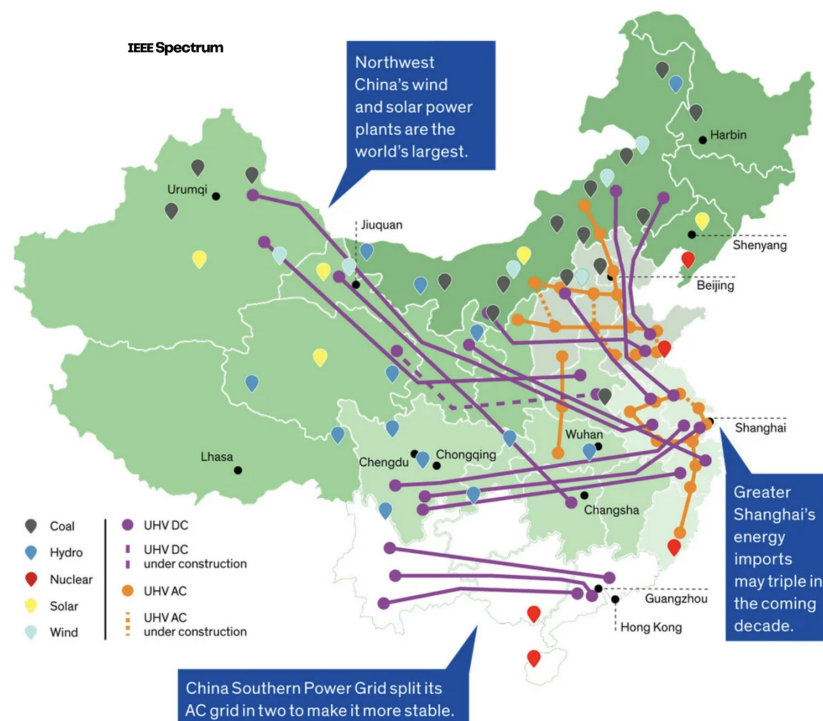 IEEE Spectrum
Northwest
China's wind
and solar power
plants are the
world's largest.
Harbin
Urumqi
Jiuquan
Shenyang
Beijing
Shanghai
Wuhan
Lhasa
Chengdu
Chongqing
Changsha
Greater
Shanghai's
energy
imports
may triple in
the coming
decade.
Coal
Hydro
Nuclear
Solar
Wind
UHV DC
UHV DC
under construction
UHV AC
UHV AC
under construction
Guangzhou
Hong Kong
China Southern Power Grid split its
AC grid in two to make it more stable.